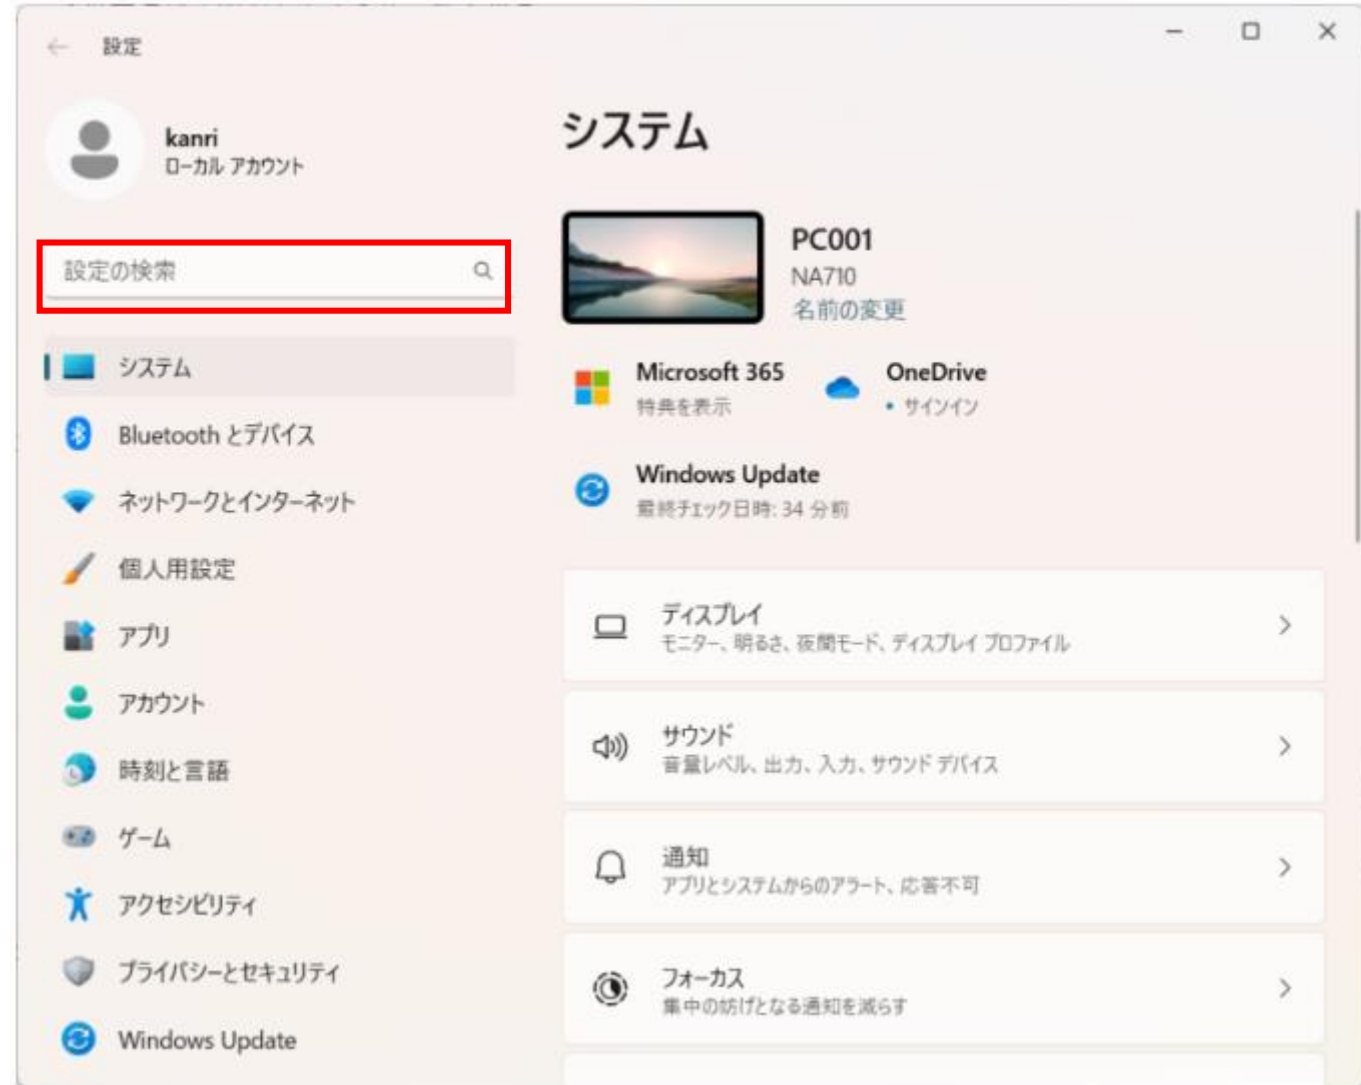 設定
kanri
ローカル アカウント
設定の検索
システム
Bluetooth とデバイス
ネットワークとインターネット
個人用設定
アプリ
アカウント
時刻と言語
ゲーム
アクセシビリティ
プライバシーとセキュリティ
Windows Update
システム
PC001
NA710
名前の変更
Microsoft 365
特典を表示
OneDrive
• サインイン
Windows Update
最終チェック日時: 34 分前
ディスプレイ
モニター、明るさ、夜間モード、ディスプレイ プロファイル
サウンド
音量レベル、出力、入力、サウンド デバイス
通知
アプリとシステムからのアラート、応答不可
フォーカス
集中の妨げとなる通知を減らす